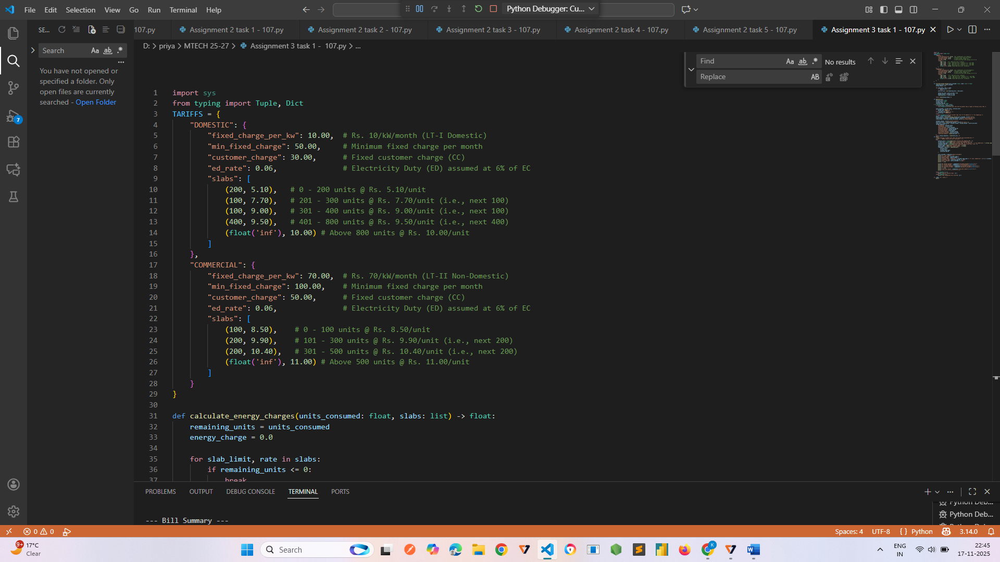 File Edit Selection View Go Run Terminal Help
Python Debugger: Cu...
SE...
107.py
Assignment 2 task 1 - 107.py
Assignment 2 task 2 - 107.py
Assignment 2 task 3 - 107.py
Assignment 2 task 4 - 107.py
Assignment 2 task 5 - 107.py
Assignment 3 task 1 - 107.py
D: > priya > MTECH 25-27 > Assignment 3 task 1 - 107.py > ...
Search Aa ab .*
You have not opened or
specified a folder. Only
open files are currently
searched - Open Folder
7
Find Aa ab .* No results
Replace AB
1 import sys
2 from typing import Tuple, Dict
3 TARIFFS = {
4 "DOMESTIC": {
5 "fixed_charge_per_kw": 10.00, # Rs. 10/kW/month (LT-I Domestic)
6 "min_fixed_charge": 50.00, # Minimum fixed charge per month
7 "customer_charge": 30.00, # Fixed customer charge (CC)
8 "ed_rate": 0.06, # Electricity Duty (ED) assumed at 6% of EC
9 "slabs": [
10 (200, 5.10), # 0 - 200 units @ Rs. 5.10/unit
11 (100, 7.70), # 201 - 300 units @ Rs. 7.70/unit (i.e., next 100)
12 (100, 9.00), # 301 - 400 units @ Rs. 9.00/unit (i.e., next 100)
13 (400, 9.50), # 401 - 800 units @ Rs. 9.50/unit (i.e., next 400)
14 (float('inf'), 10.00) # Above 800 units @ Rs. 10.00/unit
15 ]
16 },
17 "COMMERCIAL": {
18 "fixed_charge_per_kw": 70.00, # Rs. 70/kW/month (LT-II Non-Domestic)
19 "min_fixed_charge": 100.00, # Minimum fixed charge per month
20 "customer_charge": 50.00, # Fixed customer charge (CC)
21 "ed_rate": 0.06, # Electricity Duty (ED) assumed at 6% of EC
22 "slabs": [
23 (100, 8.50), # 0 - 100 units @ Rs. 8.50/unit
24 (200, 9.90), # 101 - 300 units @ Rs. 9.90/unit (i.e., next 200)
25 (200, 10.40), # 301 - 500 units @ Rs. 10.40/unit (i.e., next 200)
26 (float('inf'), 11.00) # Above 500 units @ Rs. 11.00/unit
27 ]
28 }
29 }
30
31 def calculate_energy_charges(units_consumed: float, slabs: list) -> float:
32 remaining_units = units_consumed
33 energy_charge = 0.0
34
35 for slab_limit, rate in slabs:
36 if remaining_units <= 0:
37 break
PROBLEMS OUTPUT DEBUG CONSOLE TERMINAL PORTS
--- Bill Summary ---
Python Deb...
Python Deb...
0 0
Spaces: 4 UTF-8 { } Python 3.14.0
9+ 17°C
Clear
Search
K
ENG
IN
22:45
17-11-2025